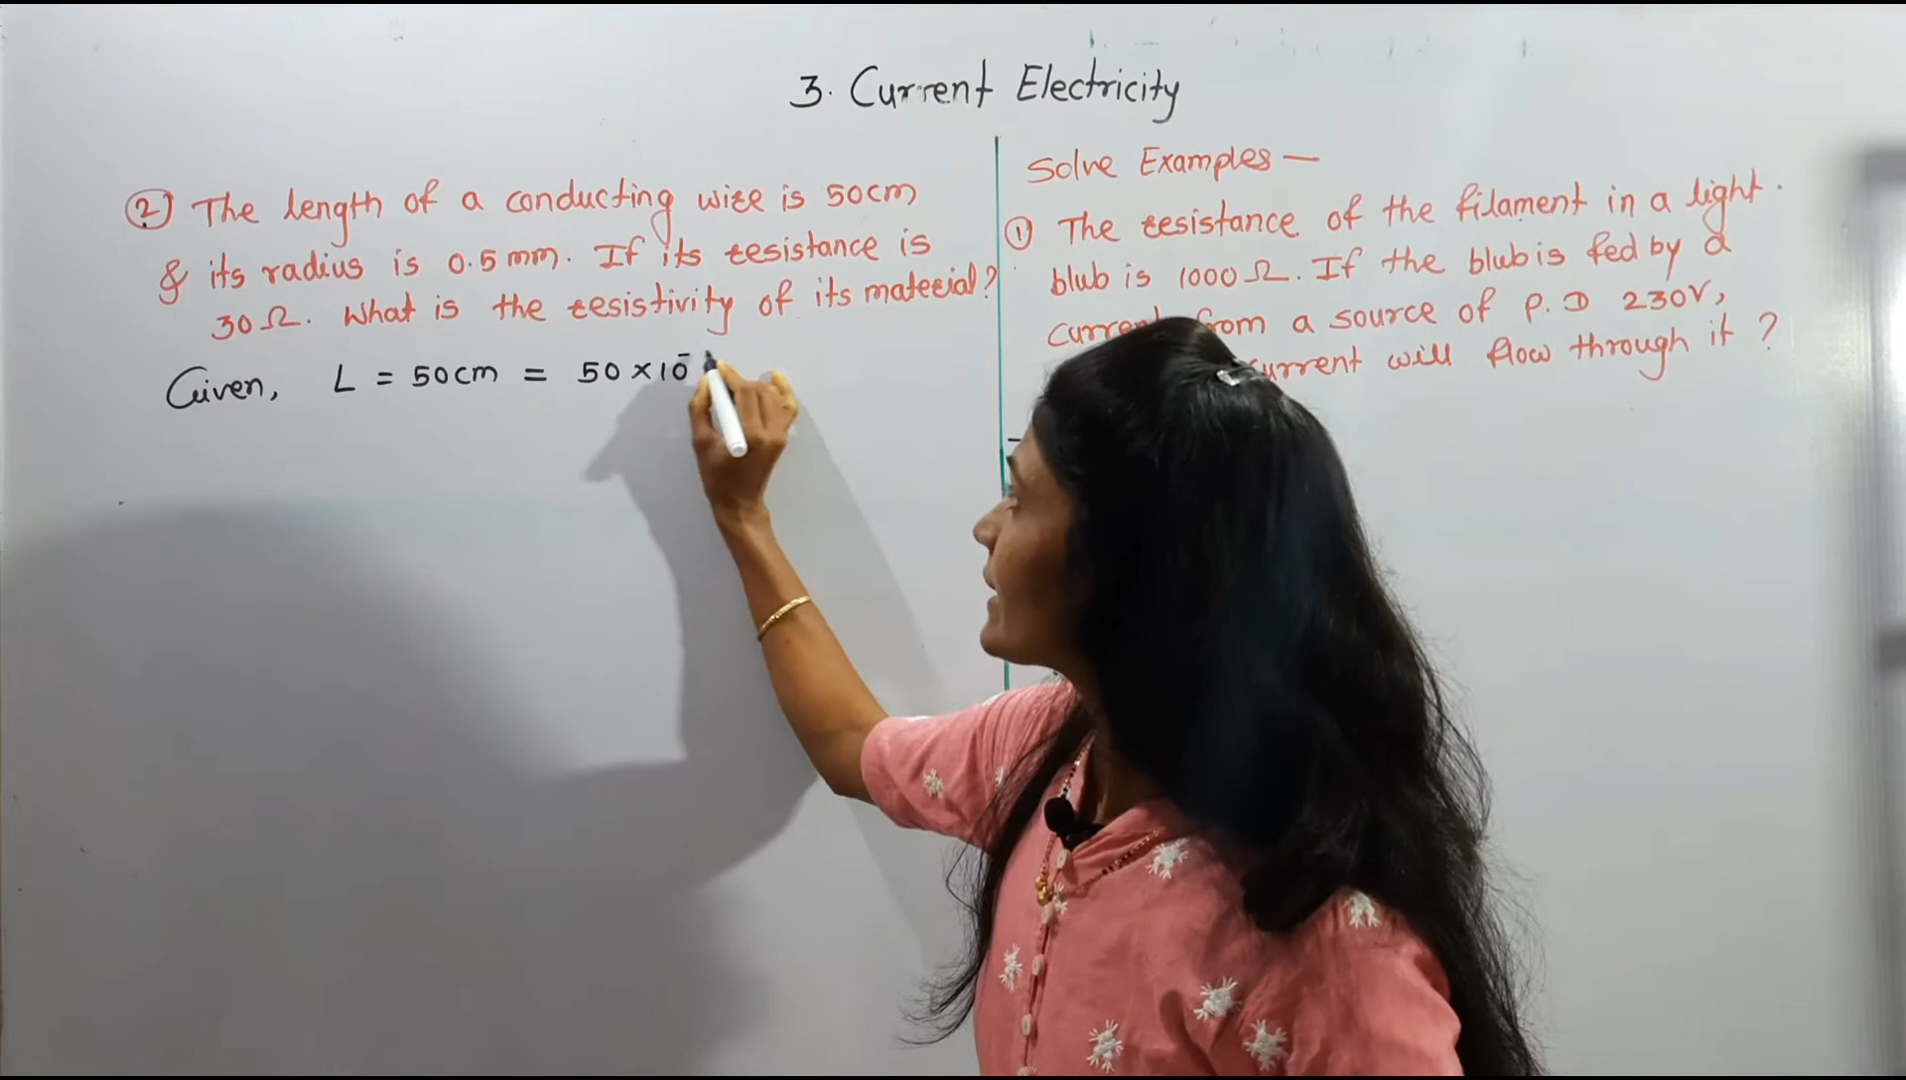 3. Current Electricity
② The length of a conducting wire is 50cm
& its radius is 0.5 mm. If its resistance is
30 Ω. What is the resistivity of its material?
Given, L = 50cm = 50 × 10⁻
Solve Examples —
① The resistance of the filament in a light
blub is 1000 Ω. If the blub is fed by a
current from a source of P.D 230V,
current will flow through it ?